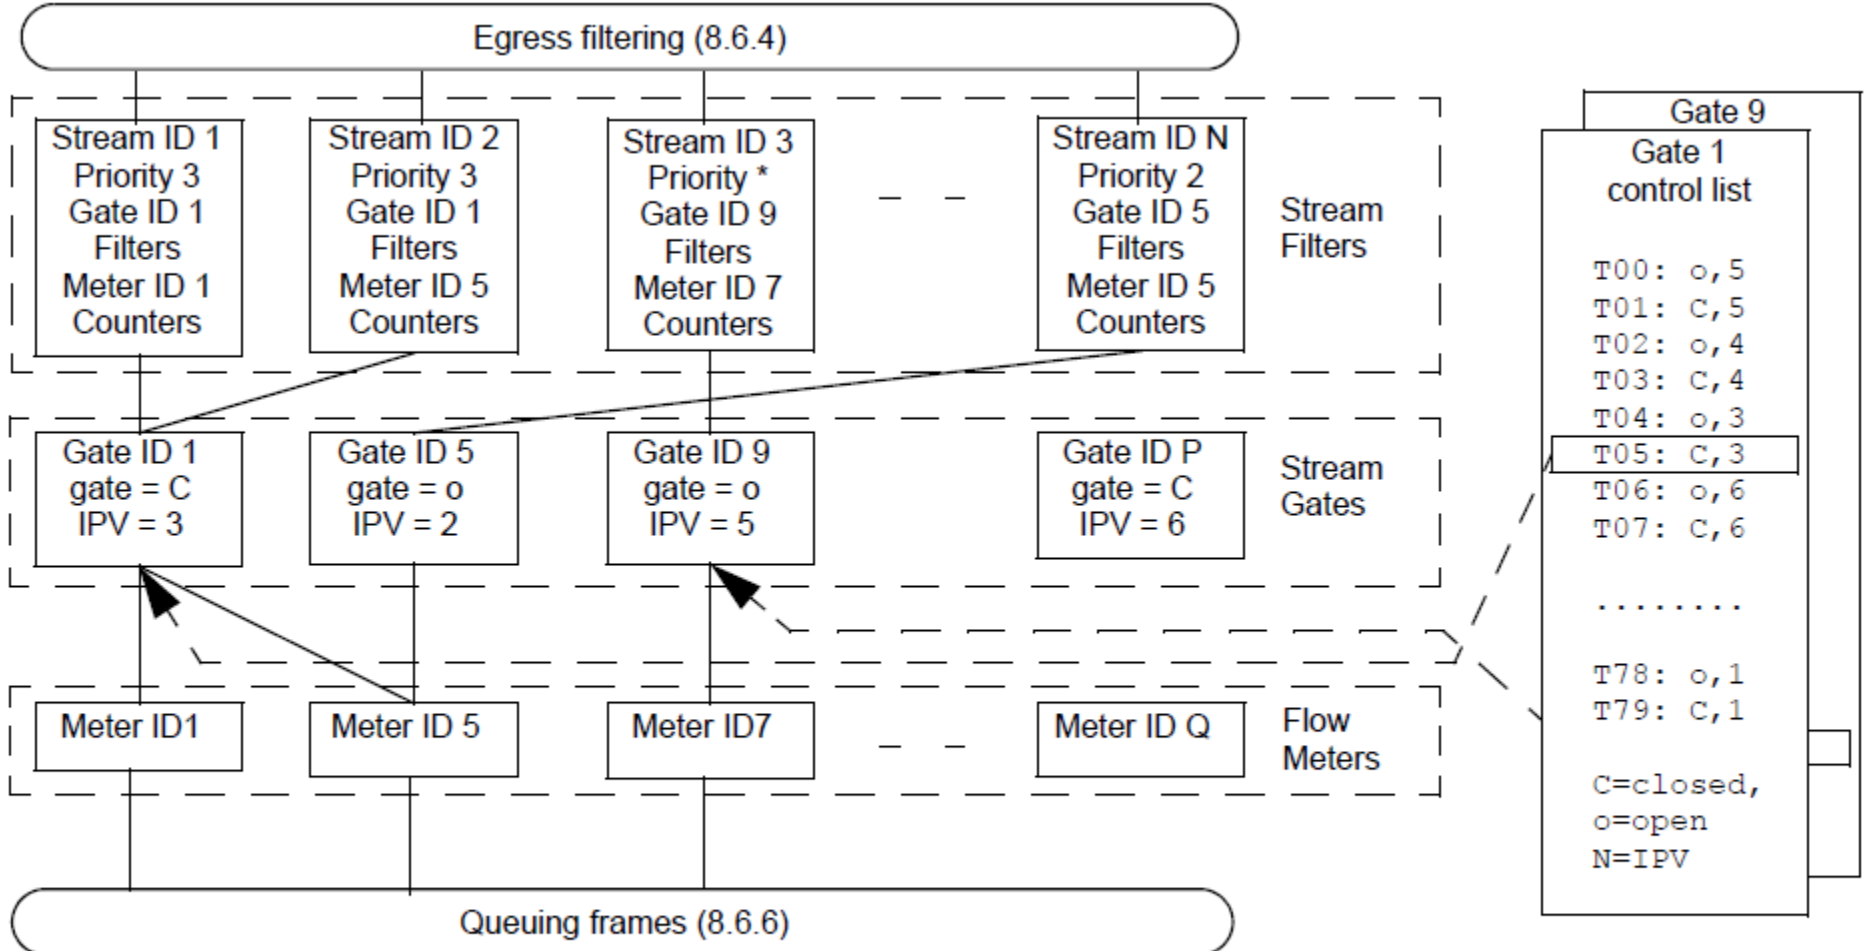 Egress filtering (8.6.4)
Stream ID 1
Priority 3
Gate ID 1
Filters
Meter ID 1
Counters
Stream ID 2
Priority 3
Gate ID 1
Filters
Meter ID 5
Counters
Stream ID 3
Priority *
Gate ID 9
Filters
Meter ID 7
Counters
Stream ID N
Priority 2
Gate ID 5
Filters
Meter ID 5
Counters
Stream
Filters
Gate ID 1
gate = C
IPV = 3
Gate ID 5
gate = o
IPV = 2
Gate ID 9
gate = o
IPV = 5
Gate ID P
gate = C
IPV = 6
Stream
Gates
Meter ID1
Meter ID 5
Meter ID7
Meter ID Q
Flow
Meters
Queuing frames (8.6.6)
Gate 9
Gate 1
control list
T00: o,5
T01: C,5
T02: o,4
T03: C,4
T04: o,3
T05: C,3
T06: o,6
T07: C,6
........
T78: o,1
T79: C,1
C=closed,
o=open
N=IPV